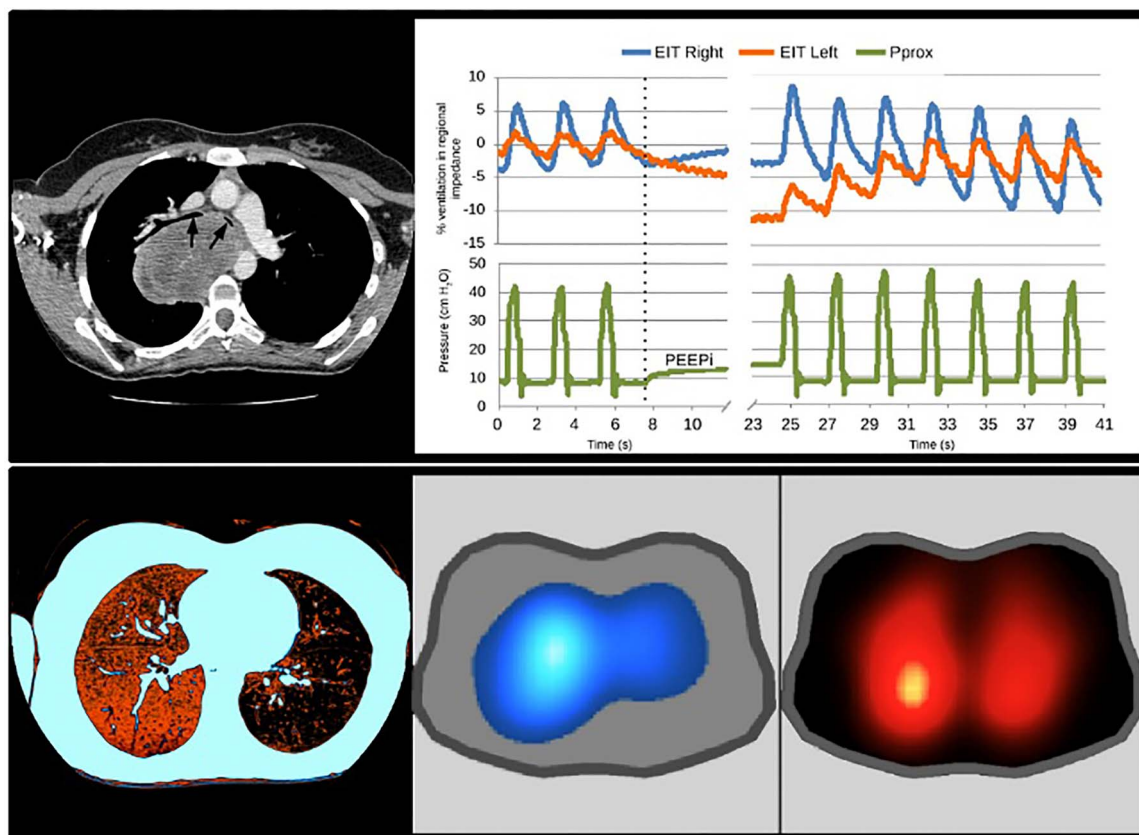 EIT Right EIT Left Pprox
% ventilation in regional
impedance
10
5
0
-5
-10
-15
Pressure (cm H₂O)
50
40
30
20
10
0
PEEPi
0 2 4 6 8 10
Time (s)
23 25 27 29 31 33 35 37 39 41
Time (s)